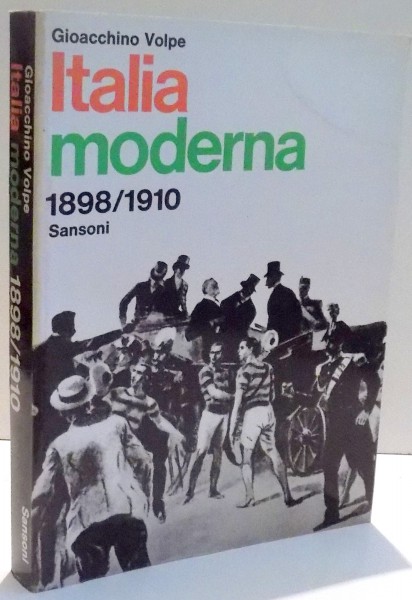 Gioacchino Volpe
Italia
moderna
1898/1910
Sansoni
Gioacchino Volpe
Italia moderna 1898/1910
Sansoni